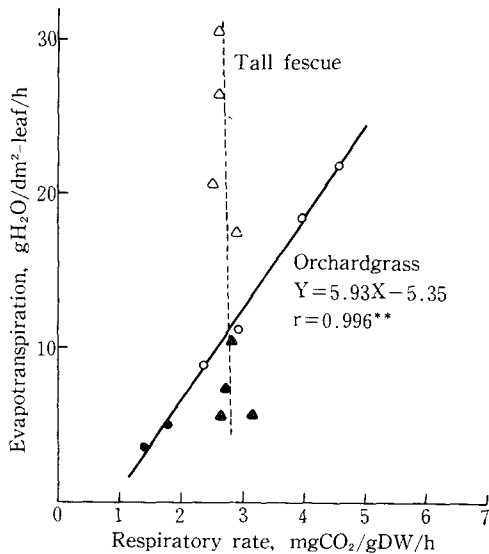 30
20
10
0
1
2
3
4
5
6
7
Evapotranspiration, gH₂O/dm²-leaf/h
Tall fescue
Orchardgrass
Y=5.93X−5.35
r=0.996**
Respiratory rate, mgCO₂/gDW/h